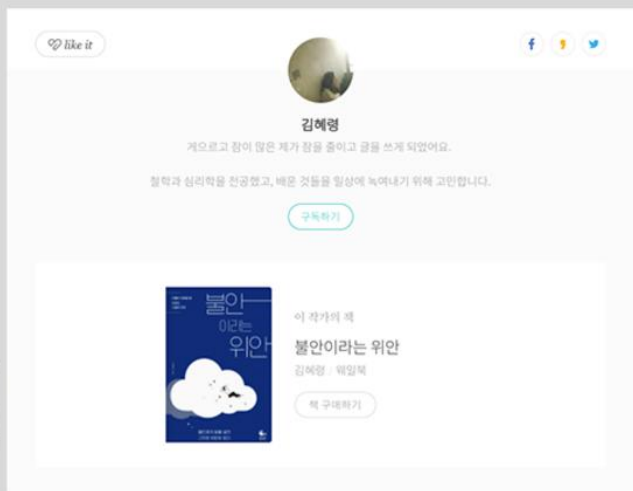 like it
김혜령
게으르고 잠이 많은 제가 잠을 줄이고 글을 쓰게 되었어요.
철학과 심리학을 전공했고, 배운 것들을 일상에 녹여내기 위해 고민합니다.
구독하기
불안
이라는
위안
이 작가의 책
불안이라는 위안
김혜령 / 웨일북
책 구매하기